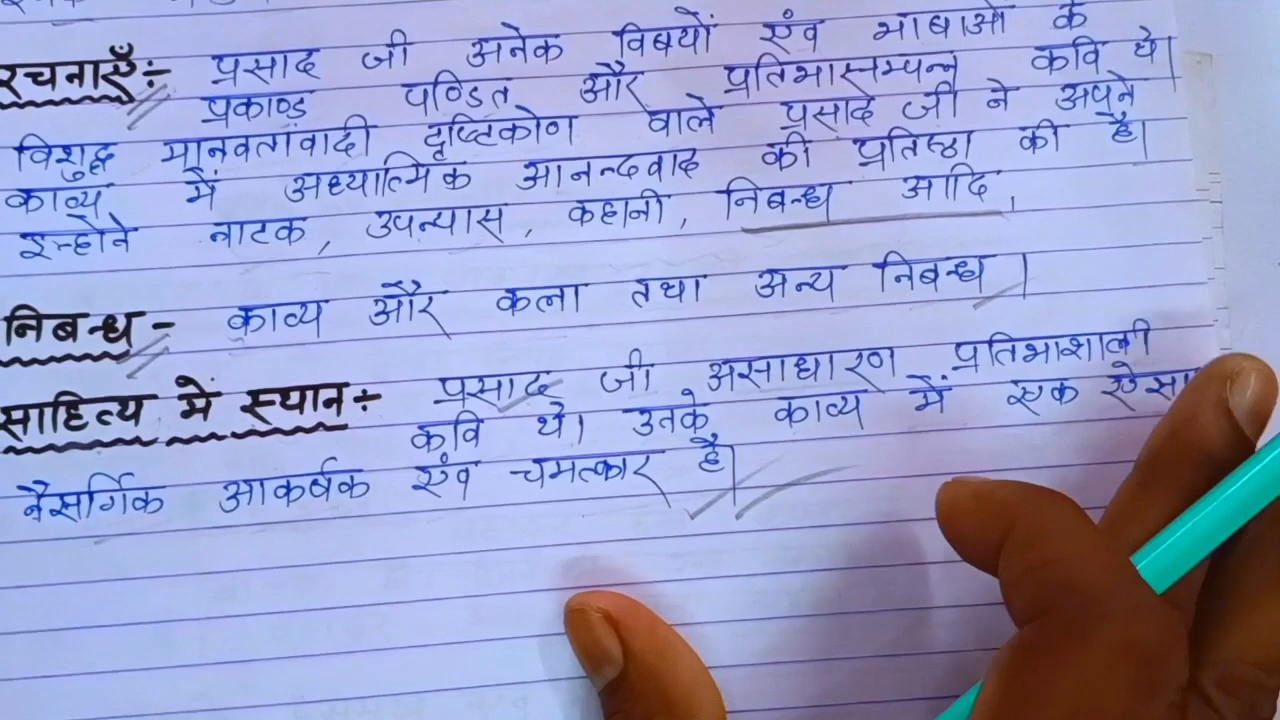 रचनाएँ:- प्रसाद जी अनेक विषयों एंव भाषाओं के
प्रकाण्ड पण्डित और प्रतिभासम्पन्न कवि थे।
विशुद्ध मानवतावादी दृष्टिकोण वाले प्रसाद जी ने अपने
काव्य में अध्यात्मिक आनन्दवाद की प्रतिष्ठा की है।
इन्होने नाटक, उपन्यास, कहानी, निबन्ध आदि,
निबन्ध - काव्य और कला तथा अन्य निबन्ध।
साहित्य में स्थान:- प्रसाद जी असाधारण प्रतिभाशाली
कवि थे। उनके काव्य में एक ऐसा
नैसर्गिक आकर्षक एंव चमत्कार है।